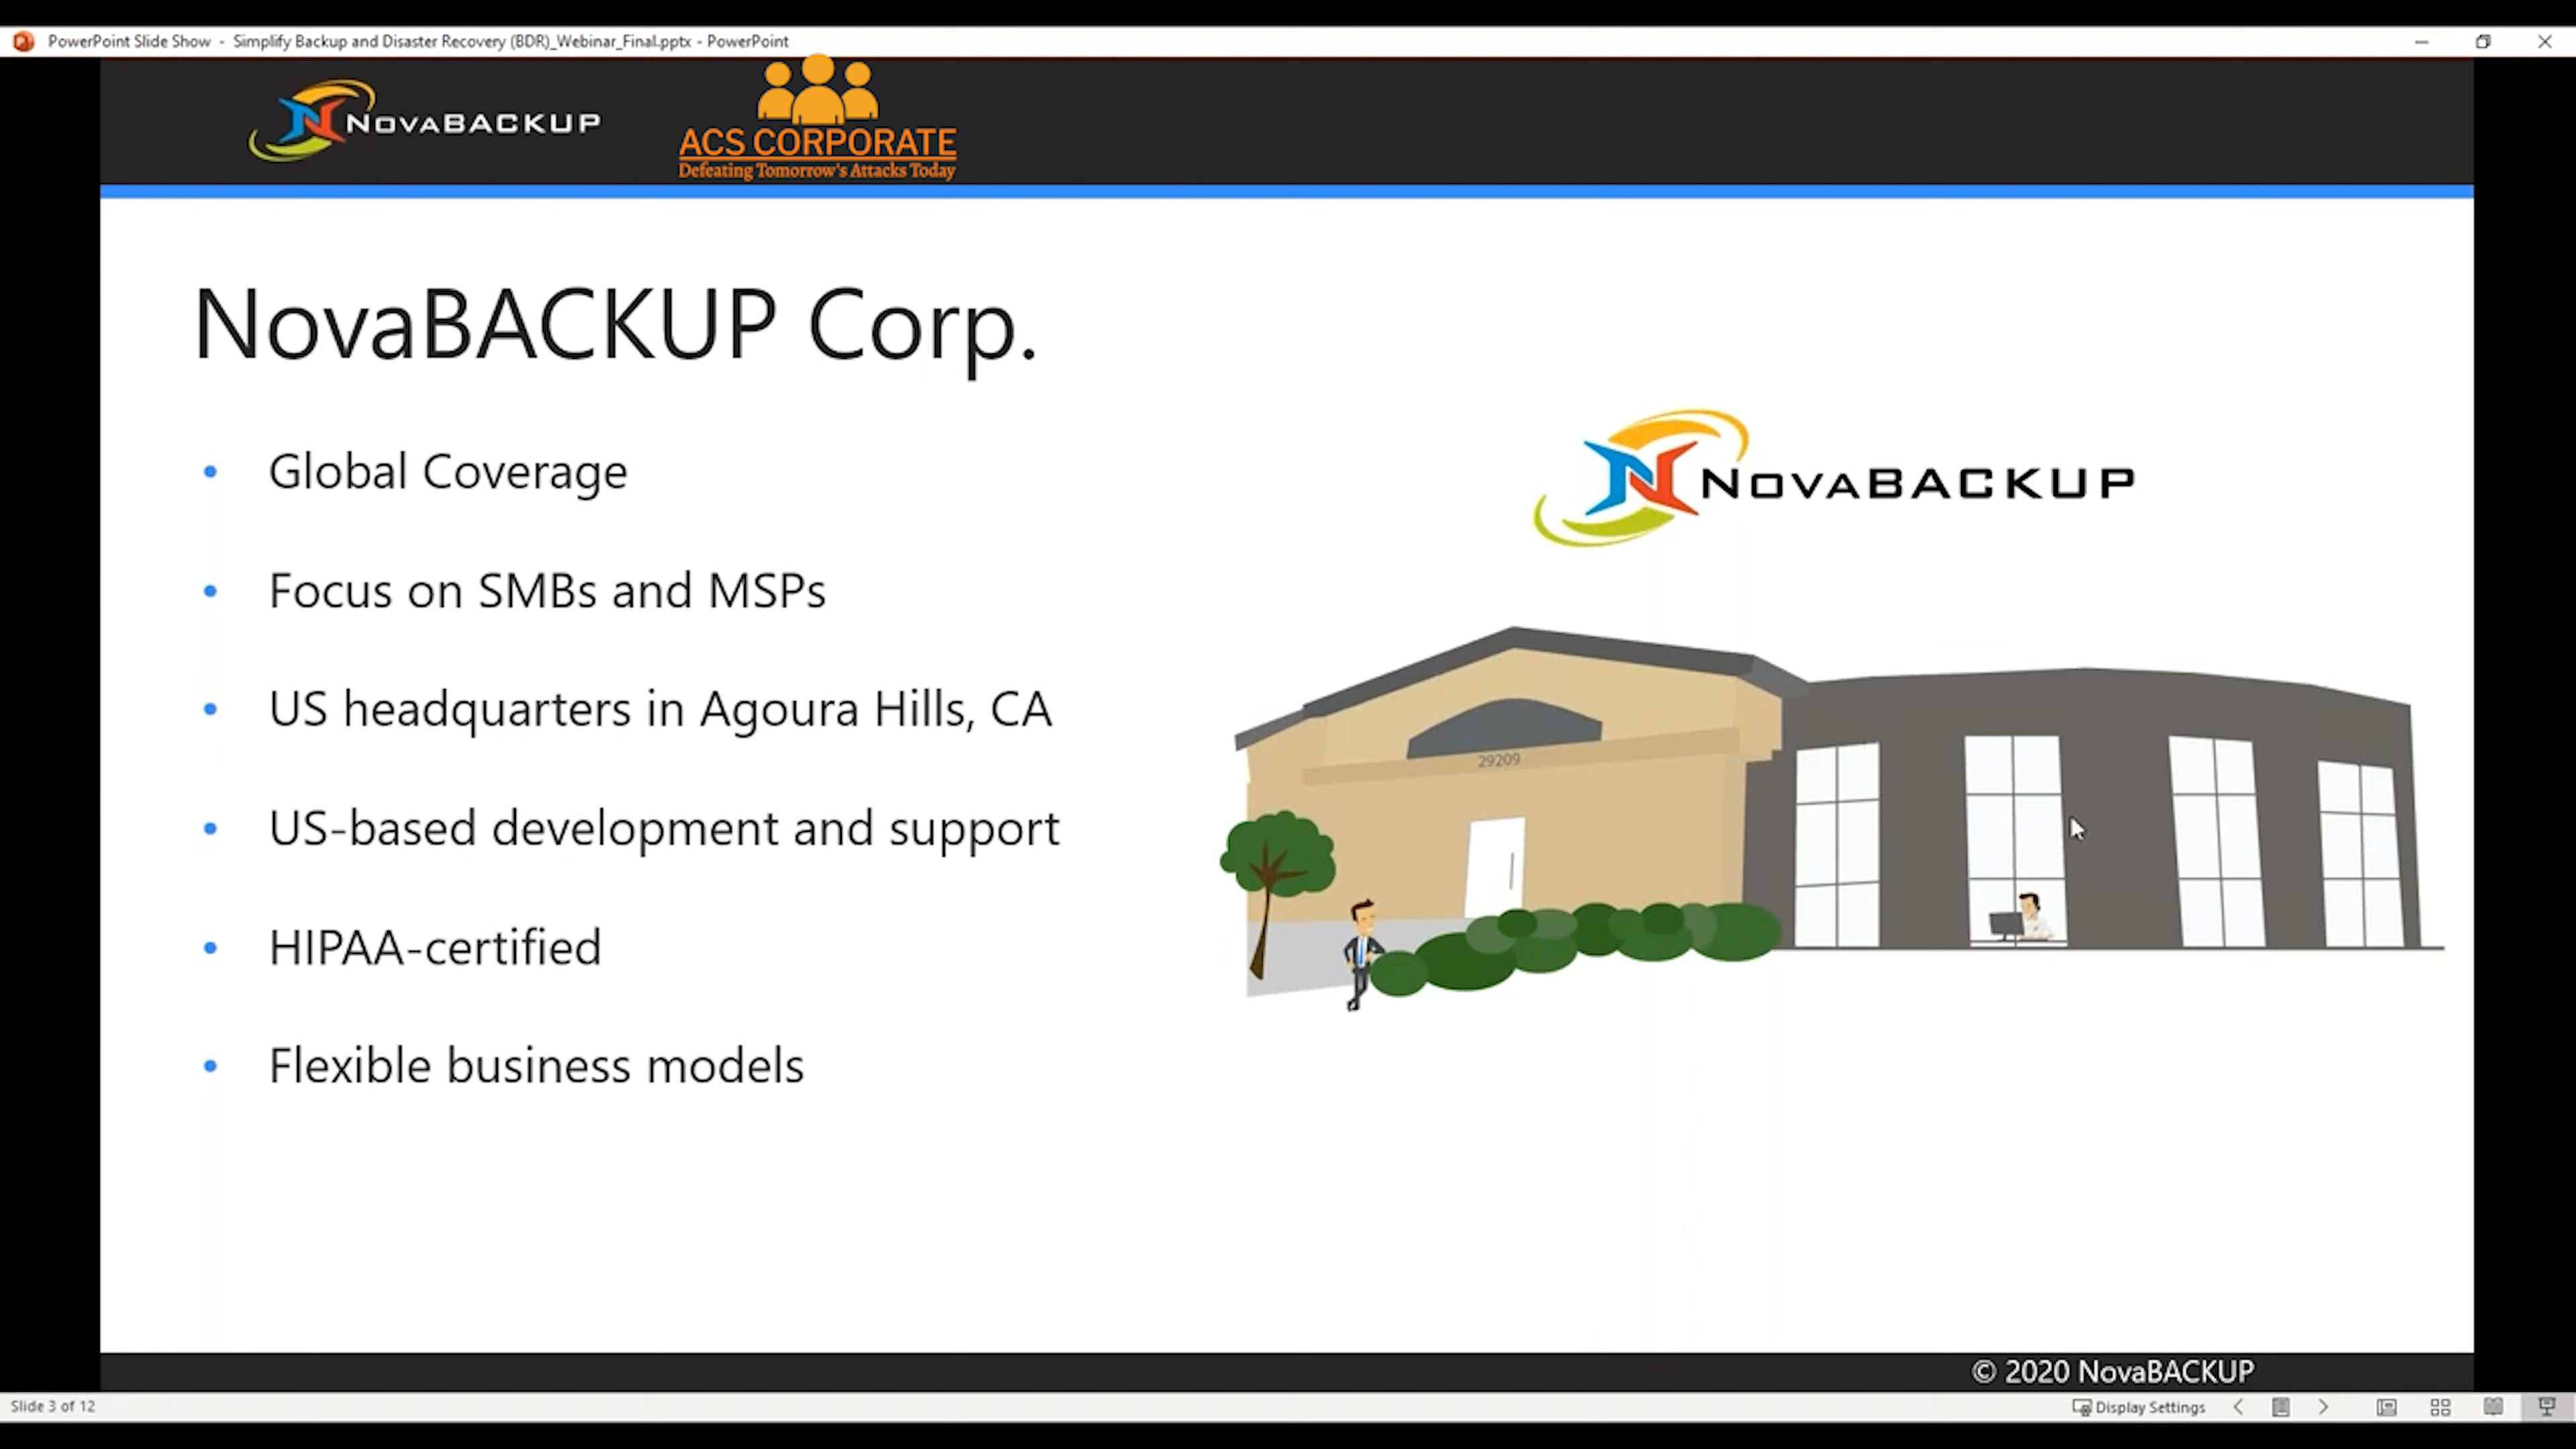 PowerPoint Slide Show - Simplify Backup and Disaster Recovery (BDR)_Webinar_Final.pptx - PowerPoint
NovaBACKUP
ACS CORPORATE
Defeating Tomorrow's Attacks Today
NovaBACKUP Corp.
• Global Coverage
• Focus on SMBs and MSPs
• US headquarters in Agoura Hills, CA
• US-based development and support
• HIPAA-certified
• Flexible business models
NovaBACKUP
29209
© 2020 NovaBACKUP
Slide 3 of 12
Display Settings